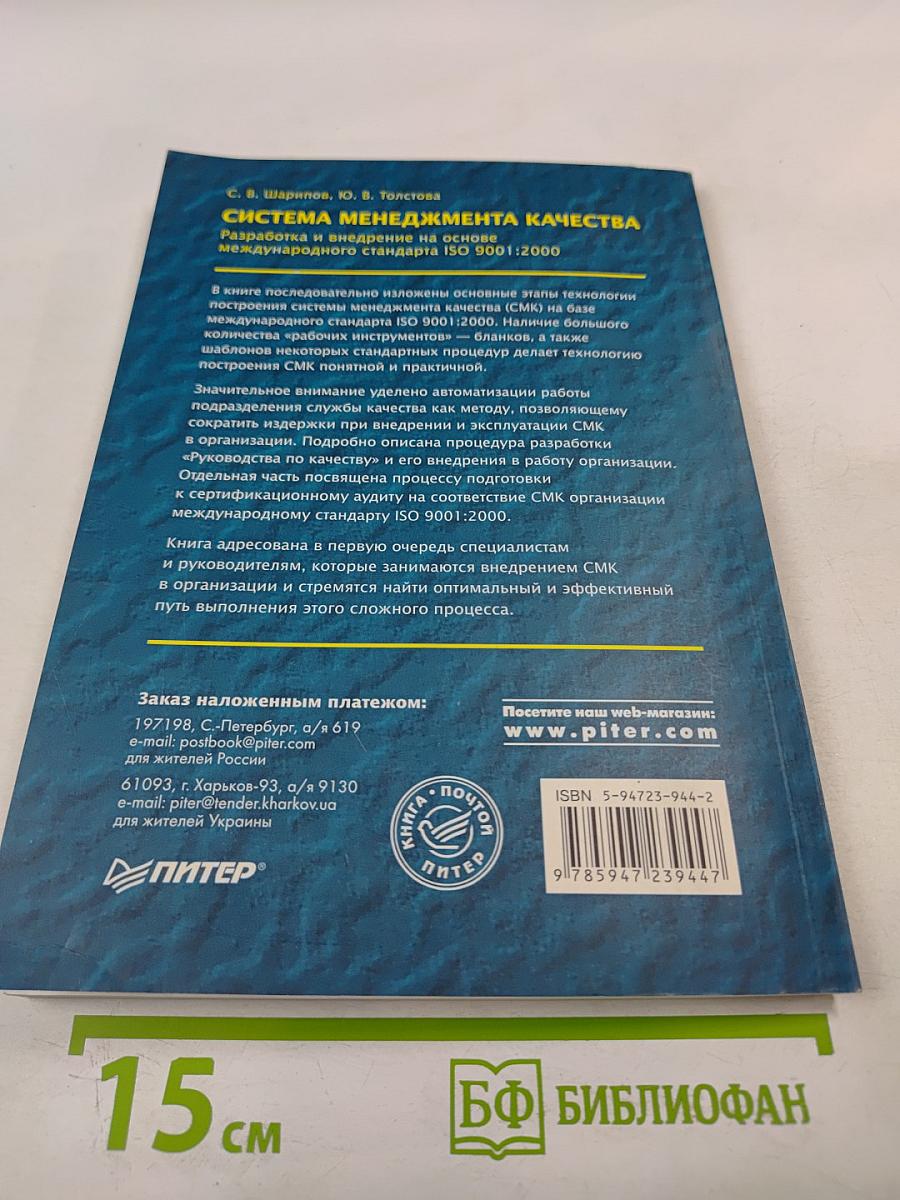 С. В. Шарипов, Ю. В. Толстова
СИСТЕМА МЕНЕДЖМЕНТА КАЧЕСТВА
Разработка и внедрение на основе
международного стандарта ISO 9001:2000
В книге последовательно изложены основные этапы технологии
построения системы менеджмента качества (СМК) на базе
международного стандарта ISO 9001:2000. Наличие большого
количества «рабочих инструментов» — бланков, а также
шаблонов некоторых стандартных процедур делает технологию
построения СМК понятной и практичной.
Значительное внимание уделено автоматизации работы
подразделения службы качества как методу, позволяющему
сократить издержки при внедрении и эксплуатации СМК
в организации. Подробно описана процедура разработки
«Руководства по качеству» и его внедрения в работу организации.
Отдельная часть посвящена процессу подготовки
к сертификационному аудиту на соответствие СМК организации
международному стандарту ISO 9001:2000.
Книга адресована в первую очередь специалистам
и руководителям, которые занимаются внедрением СМК
в организации и стремятся найти оптимальный и эффективный
путь выполнения этого сложного процесса.
Заказ наложенным платежом:
197198, С.-Петербург, а/я 619
e-mail: postbook@piter.com
для жителей России
61093, г. Харьков-93, а/я 9130
e-mail: piter@tender.kharkov.ua
для жителей Украины
ПИТЕР®
КНИГА • ПОЧТОЙ
ПИТЕР
Посетите наш web-магазин:
www.piter.com
ISBN 5-94723-944-2
9 785947 239447
15 см
БФ БИБЛИОФАН